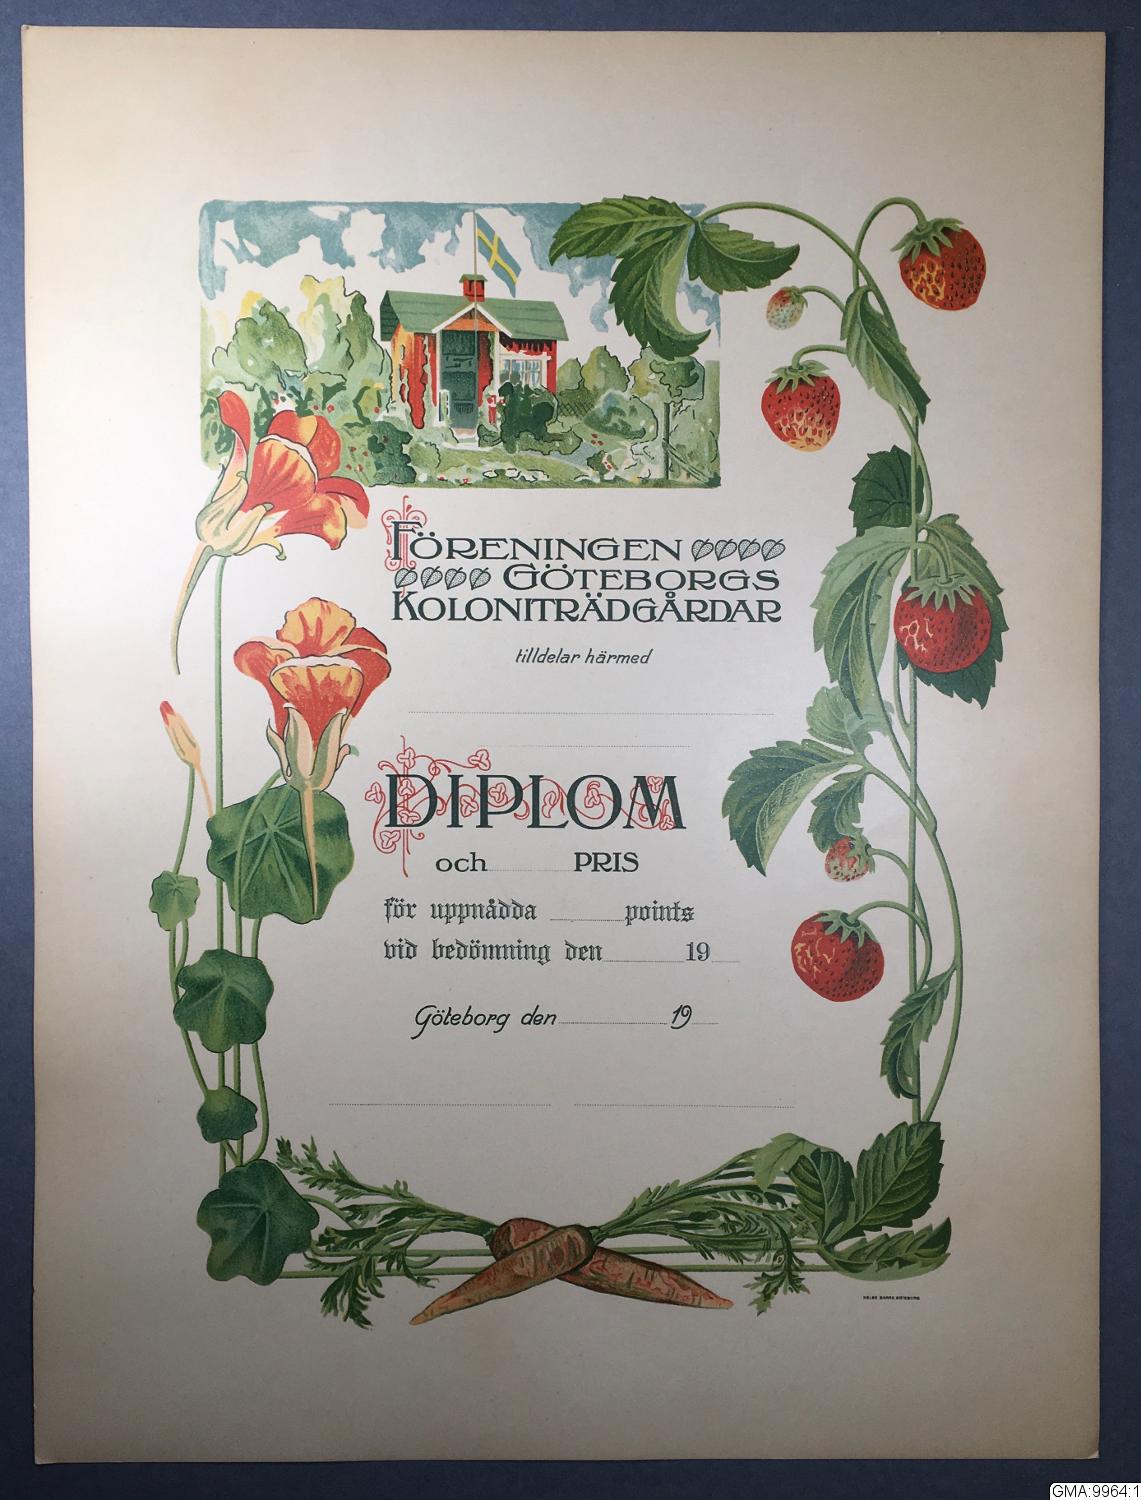 Föreningen
Göteborgs
Koloniträdgårdar
tilldelar härmed
DIPLOM
och PRIS
för uppnådda points
vid bedömning den 19
Göteborg den 19
GÖTEBORG
GMA:9964:1